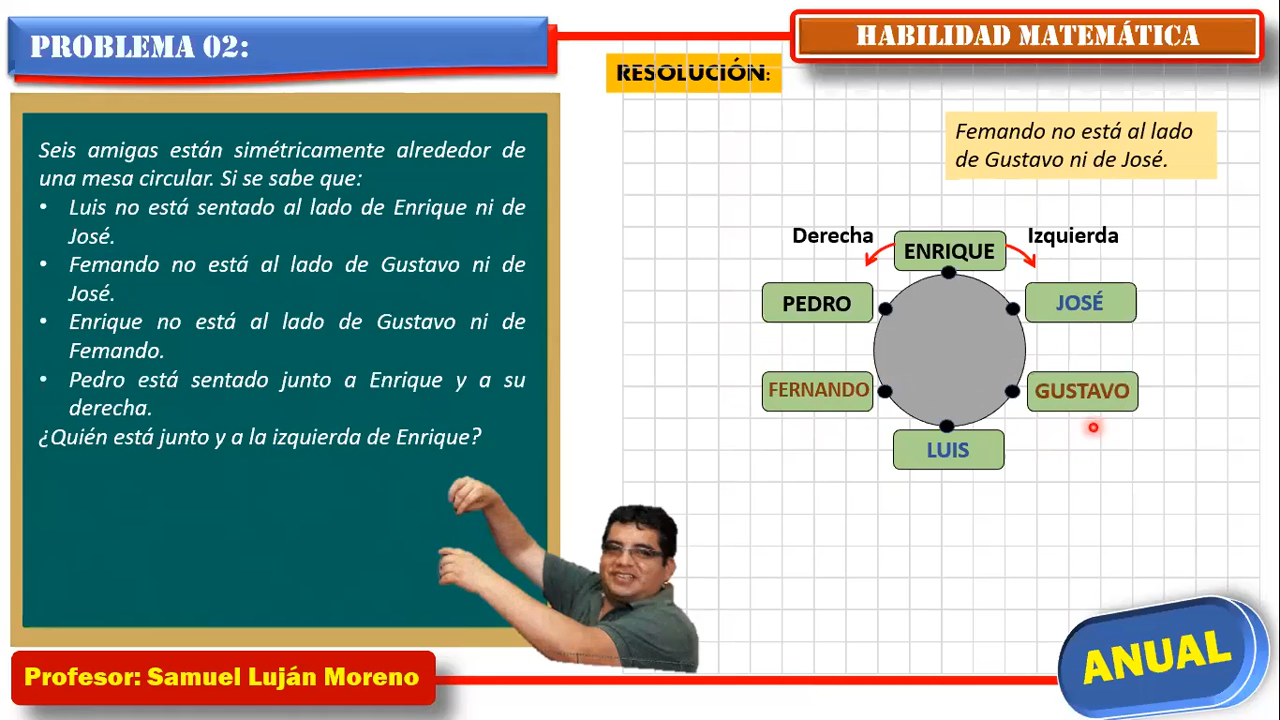 PROBLEMA 02:
HABILIDAD MATEMÁTICA
RESOLUCIÓN:
Seis amigas están simétricamente alrededor de
una mesa circular. Si se sabe que:
• Luis no está sentado al lado de Enrique ni de
José.
• Femando no está al lado de Gustavo ni de
José.
• Enrique no está al lado de Gustavo ni de
Femando.
• Pedro está sentado junto a Enrique y a su
derecha.
¿Quién está junto y a la izquierda de Enrique?
Femando no está al lado
de Gustavo ni de José.
Derecha
ENRIQUE
Izquierda
PEDRO
JOSÉ
FERNANDO
GUSTAVO
LUIS
Profesor: Samuel Luján Moreno
ANUAL